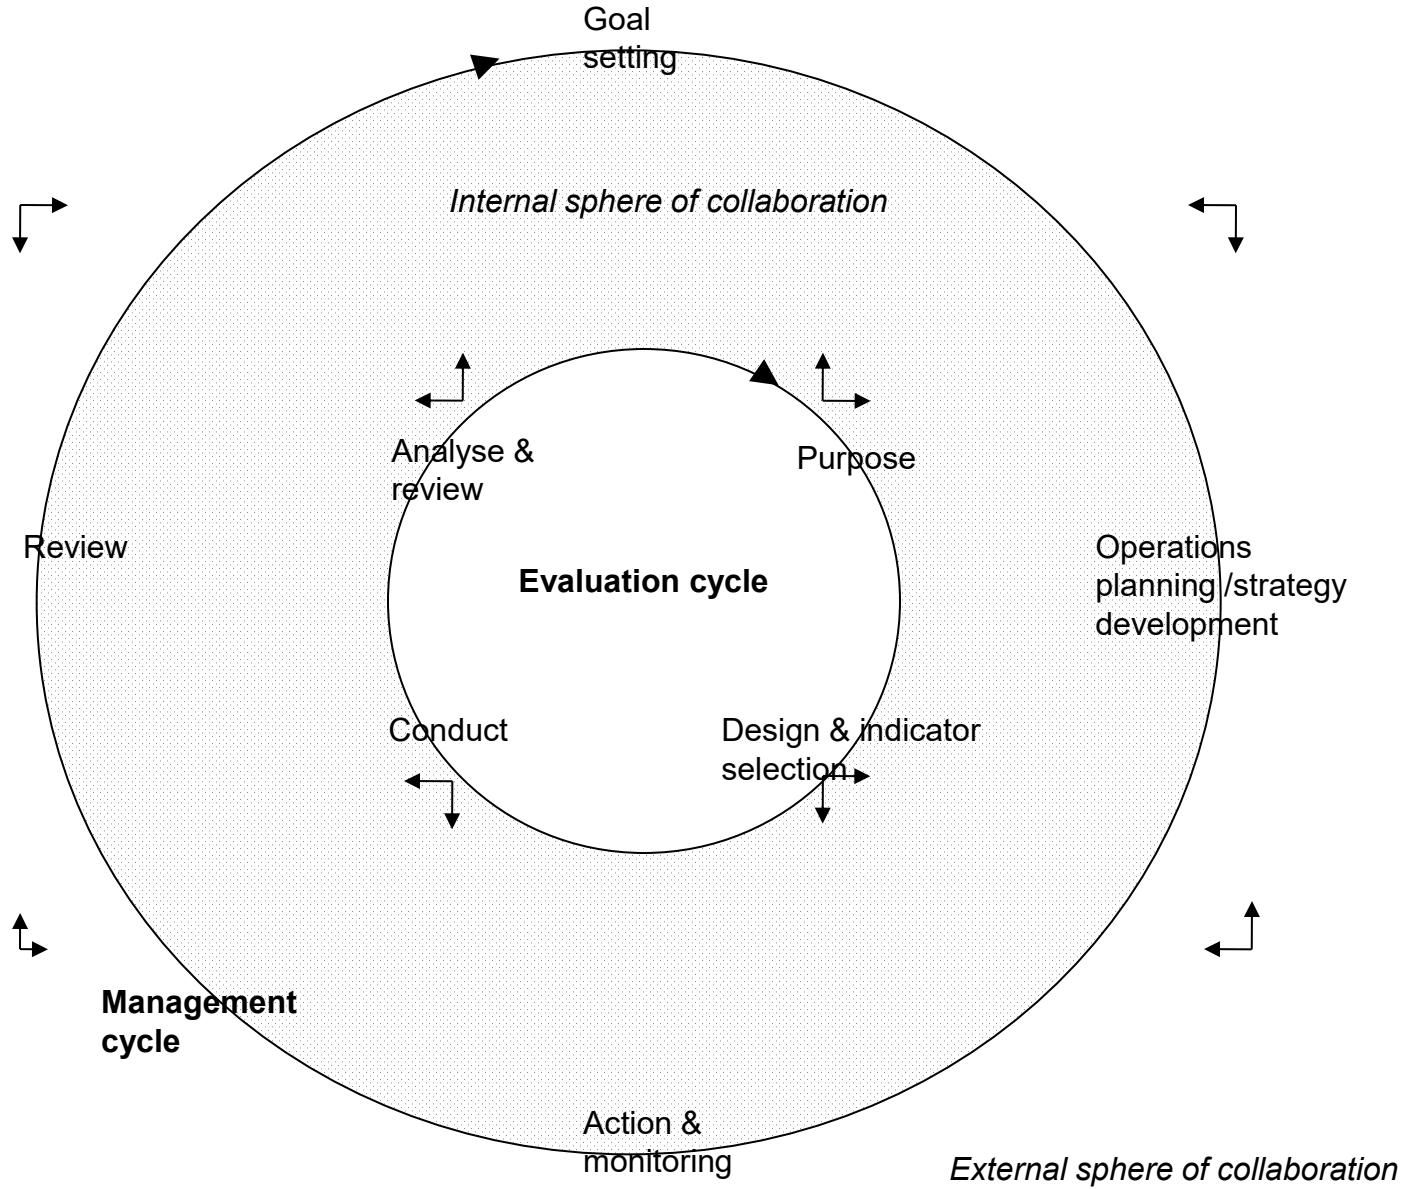 Goal
setting
Internal sphere of collaboration
Analyse &
review
Purpose
Review
Evaluation cycle
Operations
planning /strategy
development
Conduct
Design & indicator
selection
Management
cycle
Action &
monitoring
External sphere of collaboration